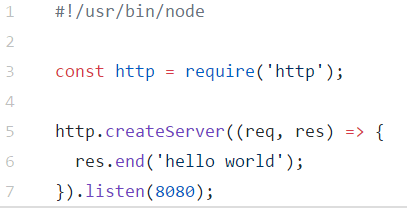 1 #!/usr/bin/node
2
3 const http = require('http');
4
5 http.createServer((req, res) => {
6   res.end('hello world');
7 }).listen(8080);